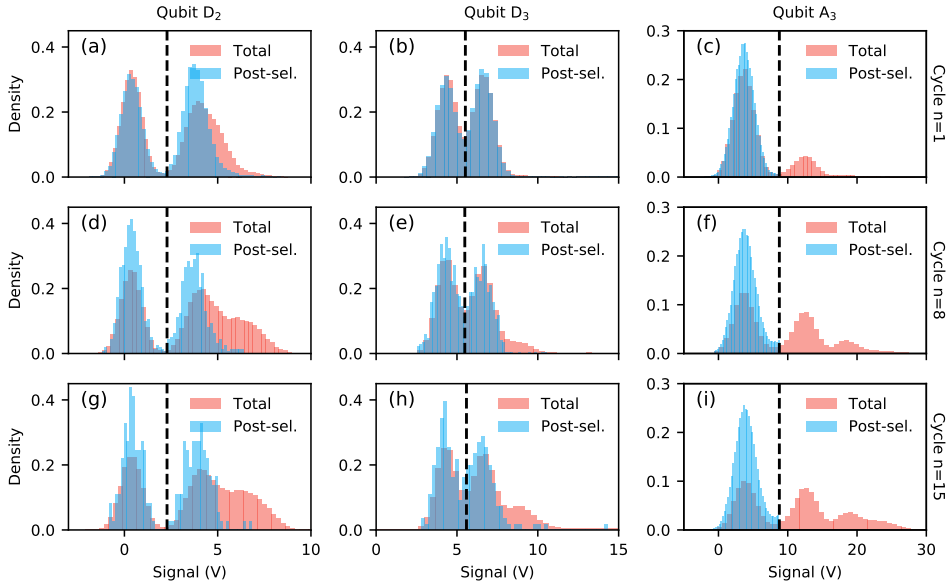 Qubit D₂ Qubit D₃ Qubit A₃
(a) Total
Post-sel.
(b) Total
Post-sel.
(c) Total
Post-sel.
Density
0.4
0.2
0.0
0.4
0.2
0.0
0.3
0.2
0.1
0.0
Cycle n=1
(d) Total
Post-sel.
(e) Total
Post-sel.
(f) Total
Post-sel.
Density
0.4
0.2
0.0
0.4
0.2
0.0
0.3
0.2
0.1
0.0
Cycle n=8
(g) Total
Post-sel.
(h) Total
Post-sel.
(i) Total
Post-sel.
Density
0.4
0.2
0.0
0.4
0.2
0.0
0.3
0.2
0.1
0.0
Cycle n=15
0 5 10
0 5 10 15
0 10 20 30
Signal (V) Signal (V) Signal (V)